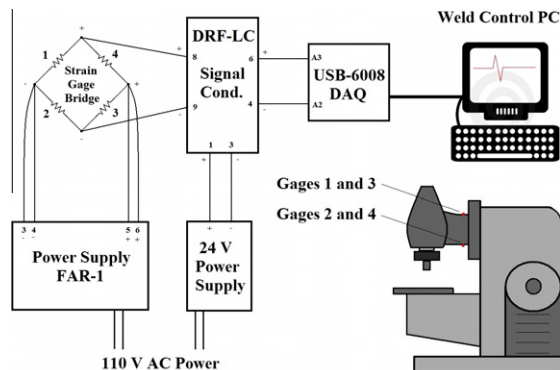 DRF-LC
Signal
Cond.
8
9
6
4
1 3
+ -
+
-
+
-
Strain
Gage
Bridge
1
4
2
3
+
-
-
+
A3
A2
USB-6008
DAQ
Weld Control PC
Gages 1 and 3
Gages 2 and 4
3 4 5 6
- - + +
Power Supply
FAR-1
+ -
24 V
Power
Supply
110 V AC Power